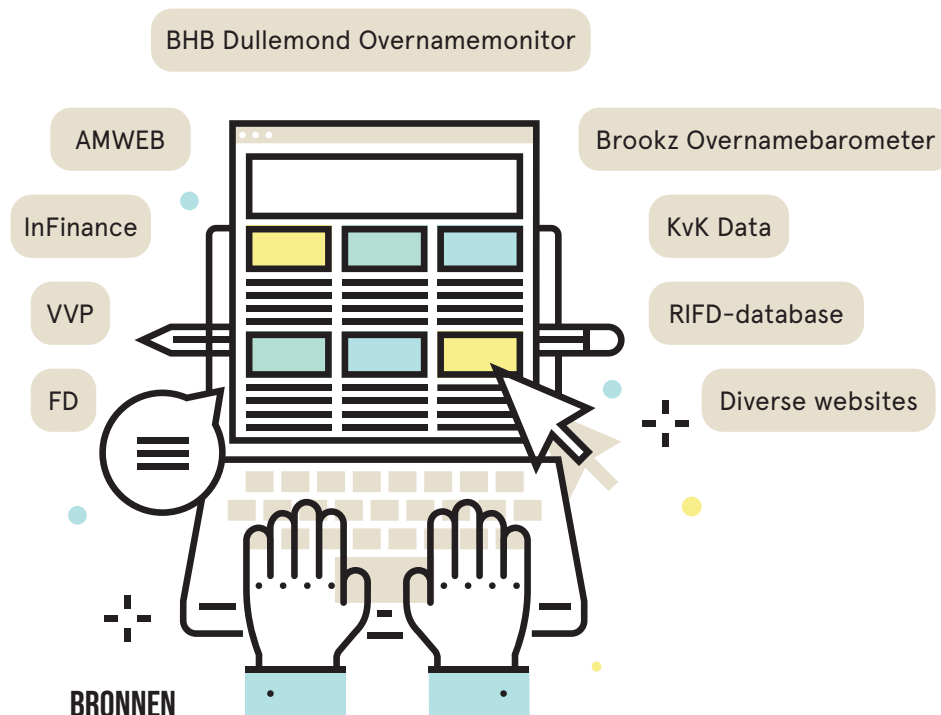 BHB Dullemond Overnamemonitor
AMWEB
Brookz Overnamebarometer
InFinance
KvK Data
VVP
RIFD-database
FD
Diverse websites
BRONNEN